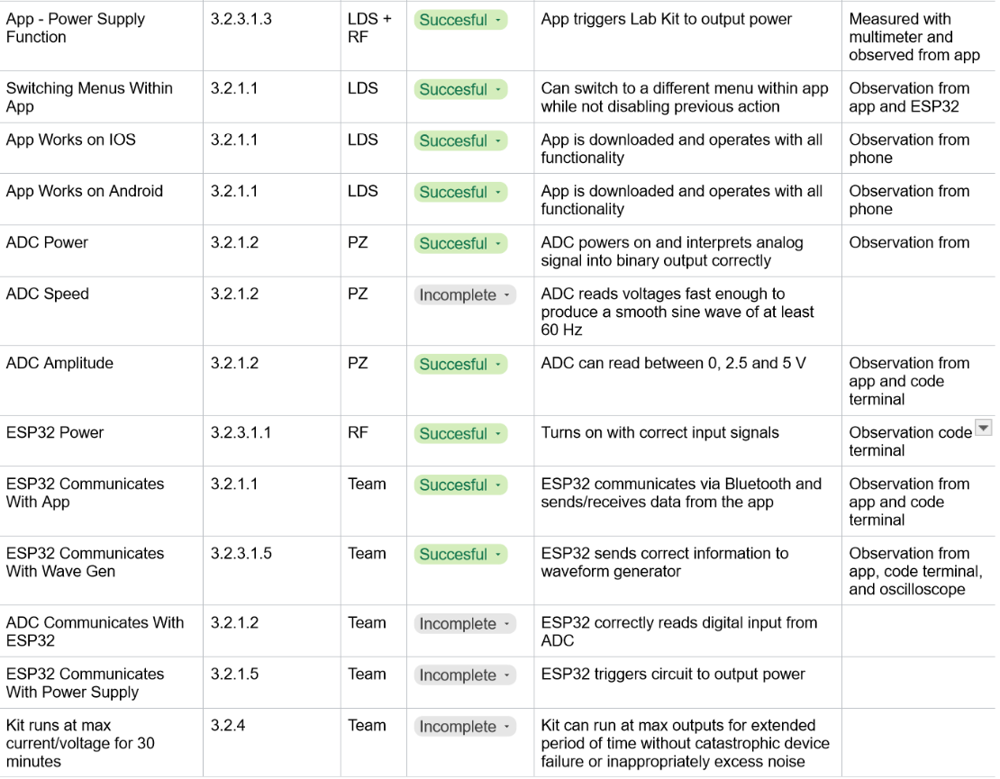 App - Power Supply Function 3.2.3.1.3 LDS + RF Succesful App triggers Lab Kit to output power Measured with multimeter and observed from app
Switching Menus Within App 3.2.1.1 LDS Succesful Can switch to a different menu within app while not disabling previous action Observation from app and ESP32
App Works on IOS 3.2.1.1 LDS Succesful App is downloaded and operates with all functionality Observation from phone
App Works on Android 3.2.1.1 LDS Succesful App is downloaded and operates with all functionality Observation from phone
ADC Power 3.2.1.2 PZ Succesful ADC powers on and interprets analog signal into binary output correctly Observation from
ADC Speed 3.2.1.2 PZ Incomplete ADC reads voltages fast enough to produce a smooth sine wave of at least 60 Hz
ADC Amplitude 3.2.1.2 PZ Succesful ADC can read between 0, 2.5 and 5 V Observation from app and code terminal
ESP32 Power 3.2.3.1.1 RF Succesful Turns on with correct input signals Observation code terminal
ESP32 Communicates With App 3.2.1.1 Team Succesful ESP32 communicates via Bluetooth and sends/receives data from the app Observation from app and code terminal
ESP32 Communicates With Wave Gen 3.2.3.1.5 Team Succesful ESP32 sends correct information to waveform generator Observation from app, code terminal, and oscilloscope
ADC Communicates With ESP32 3.2.1.2 Team Incomplete ESP32 correctly reads digital input from ADC
ESP32 Communicates With Power Supply 3.2.1.5 Team Incomplete ESP32 triggers circuit to output power
Kit runs at max current/voltage for 30 minutes 3.2.4 Team Incomplete Kit can run at max outputs for extended period of time without catastrophic device failure or inappropriately excess noise